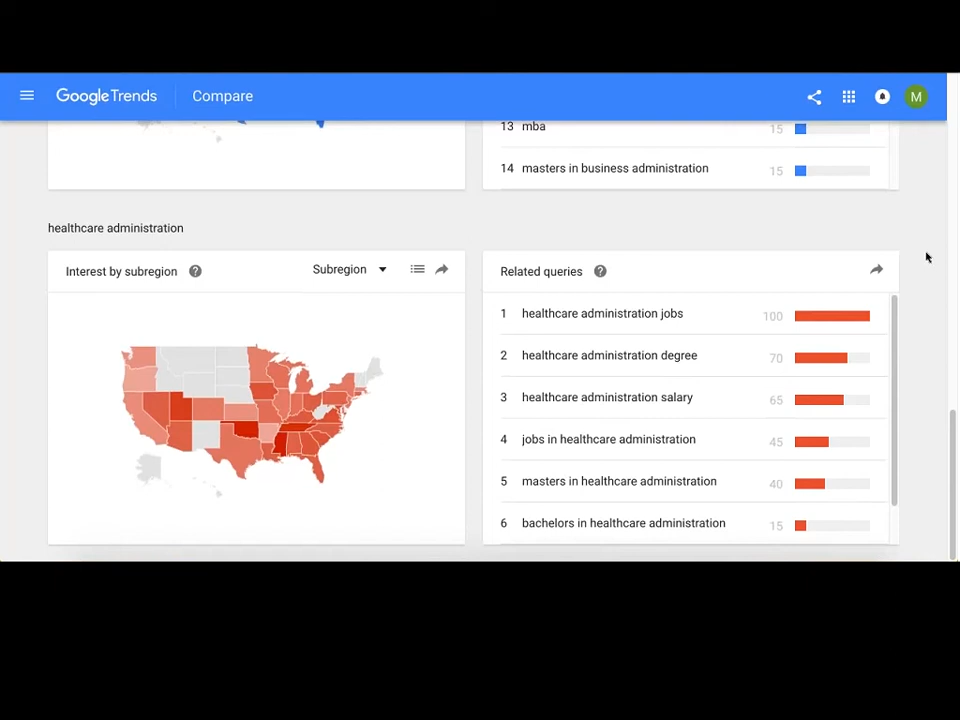 GoogleTrends Compare M
13 mba 15
14 masters in business administration 15
healthcare administration
Interest by subregion ? Subregion
Related queries ?
1 healthcare administration jobs 100
2 healthcare administration degree 70
3 healthcare administration salary 65
4 jobs in healthcare administration 45
5 masters in healthcare administration 40
6 bachelors in healthcare administration 15